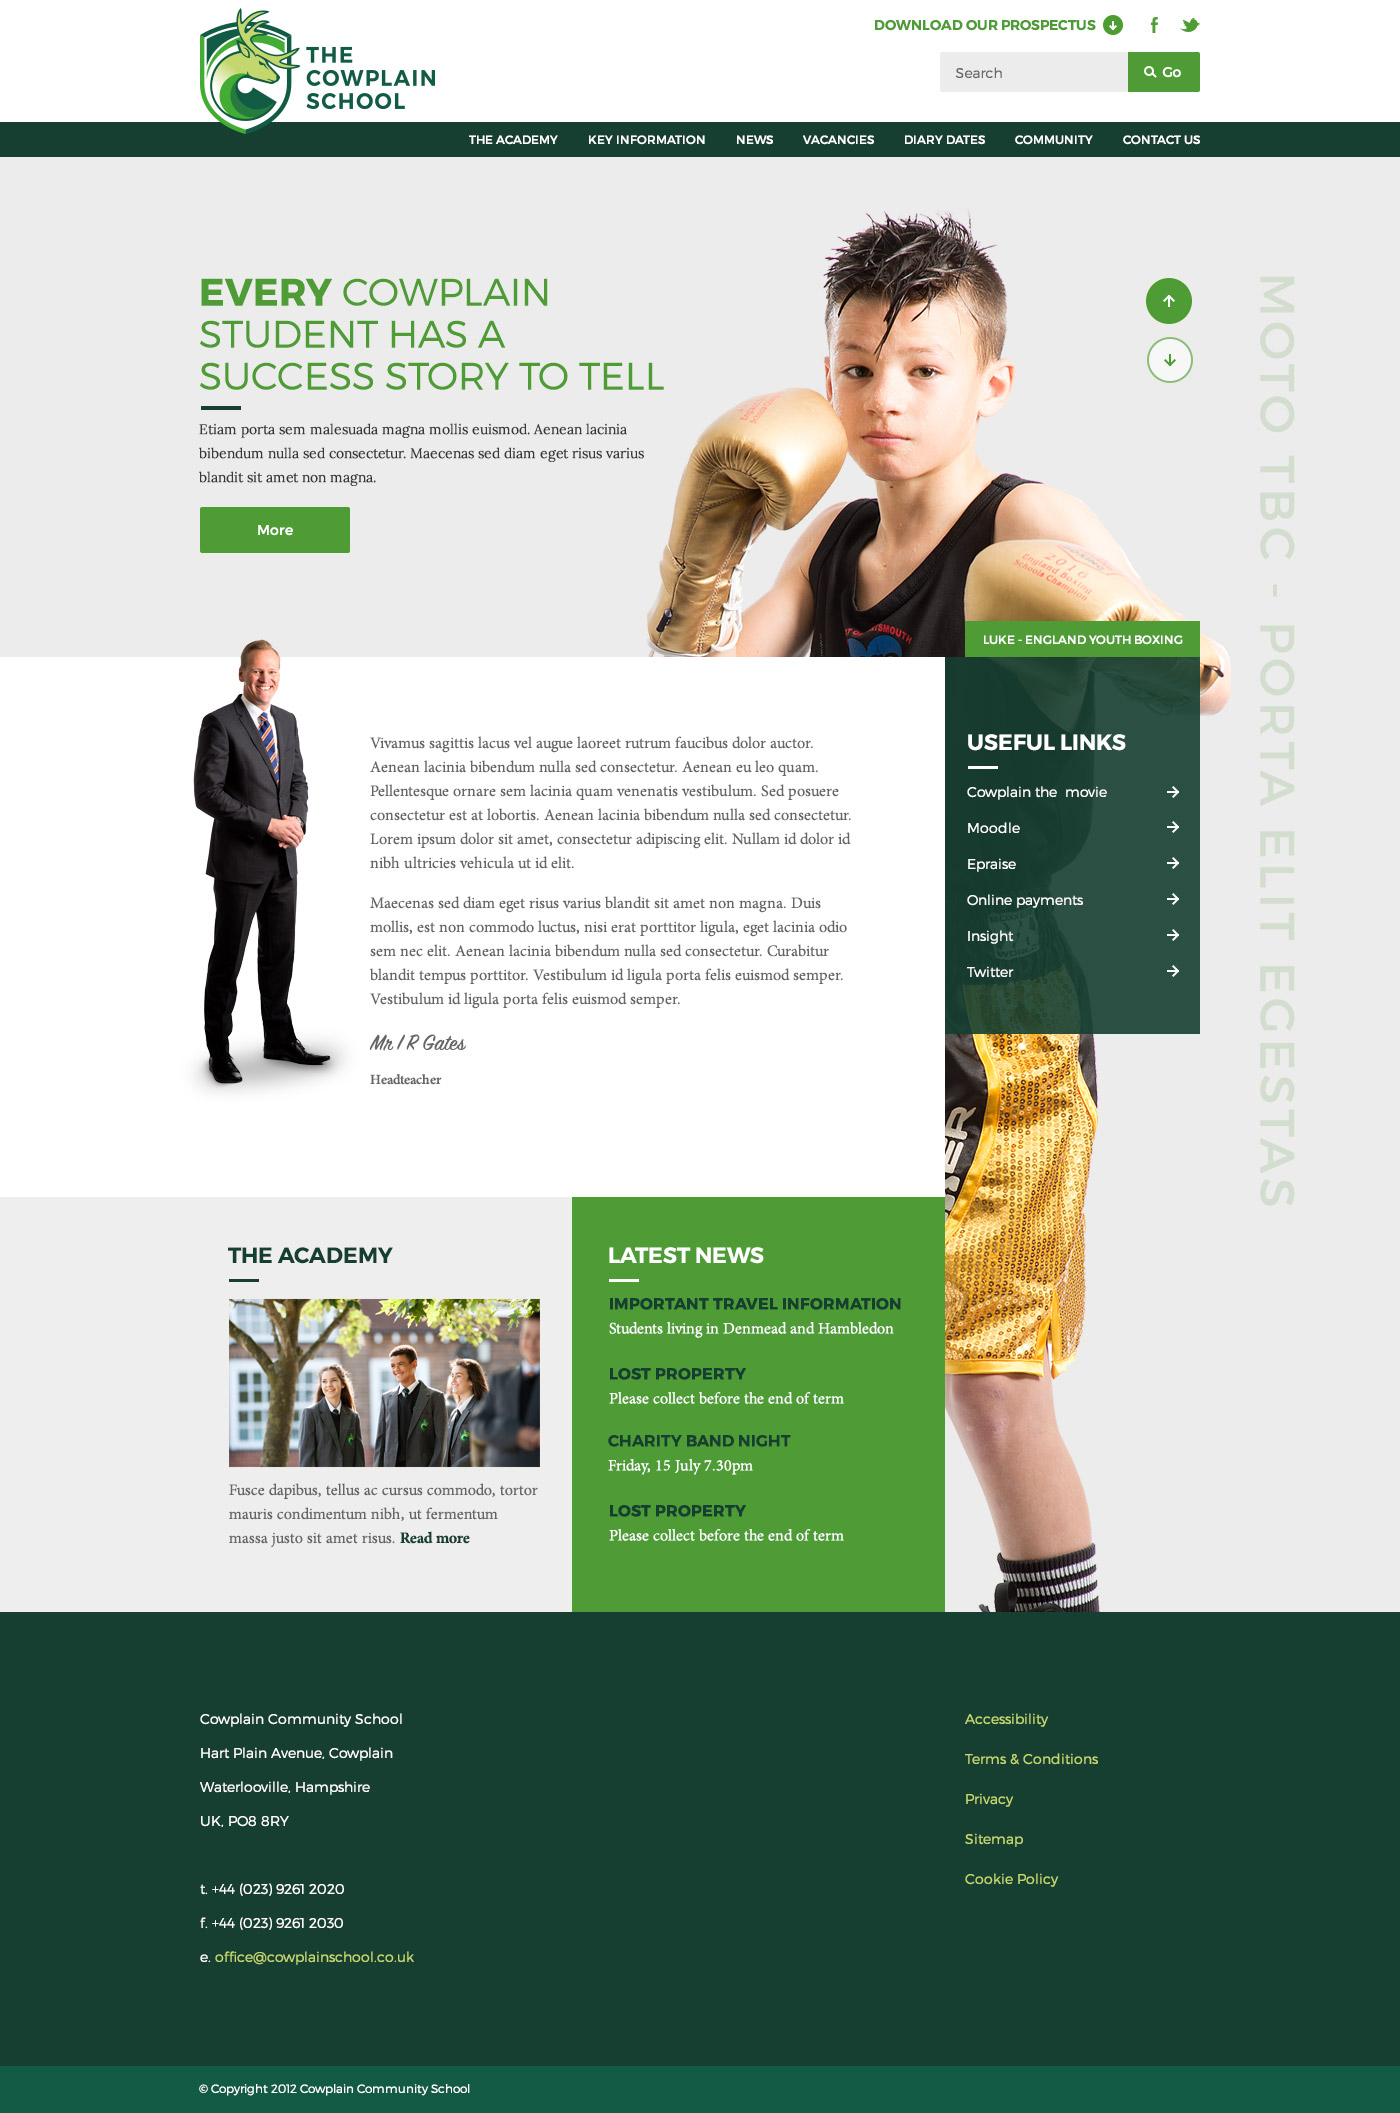 THE
COWPLAIN
SCHOOL
DOWNLOAD OUR PROSPECTUS
Search
Go
THE ACADEMY
KEY INFORMATION
NEWS
VACANCIES
DIARY DATES
COMMUNITY
CONTACT US
EVERY COWPLAIN
STUDENT HAS A
SUCCESS STORY TO TELL
Etiam porta sem malesuada magna mollis euismod. Aenean lacinia
bibendum nulla sed consectetur. Maecenas sed diam eget risus varius
blandit sit amet non magna.
More
2016
England Boxing
Schools Champion
LUKE - ENGLAND YOUTH BOXING
MOTO TBC - PORTA ELIT EGESTAS
Vivamus sagittis lacus vel augue laoreet rutrum faucibus dolor auctor.
Aenean lacinia bibendum nulla sed consectetur. Aenean eu leo quam.
Pellentesque ornare sem lacinia quam venenatis vestibulum. Sed posuere
consectetur est at lobortis. Aenean lacinia bibendum nulla sed consectetur.
Lorem ipsum dolor sit amet, consectetur adipiscing elit. Nullam id dolor id
nibh ultricies vehicula ut id elit.
Maecenas sed diam eget risus varius blandit sit amet non magna. Duis
mollis, est non commodo luctus, nisi erat porttitor ligula, eget lacinia odio
sem nec elit. Aenean lacinia bibendum nulla sed consectetur. Curabitur
blandit tempus porttitor. Vestibulum id ligula porta felis euismod semper.
Vestibulum id ligula porta felis euismod semper.
Mr I R Gates
Headteacher
USEFUL LINKS
Cowplain the movie
Moodle
Epraise
Online payments
Insight
Twitter
THE ACADEMY
Fusce dapibus, tellus ac cursus commodo, tortor
mauris condimentum nibh, ut fermentum
massa justo sit amet risus. Read more
LATEST NEWS
IMPORTANT TRAVEL INFORMATION
Students living in Denmead and Hambledon
LOST PROPERTY
Please collect before the end of term
CHARITY BAND NIGHT
Friday, 15 July 7.30pm
LOST PROPERTY
Please collect before the end of term
Cowplain Community School
Hart Plain Avenue, Cowplain
Waterlooville, Hampshire
UK, PO8 8RY
t. +44 (023) 9261 2020
f. +44 (023) 9261 2030
e. office@cowplainschool.co.uk
Accessibility
Terms & Conditions
Privacy
Sitemap
Cookie Policy
© Copyright 2012 Cowplain Community School